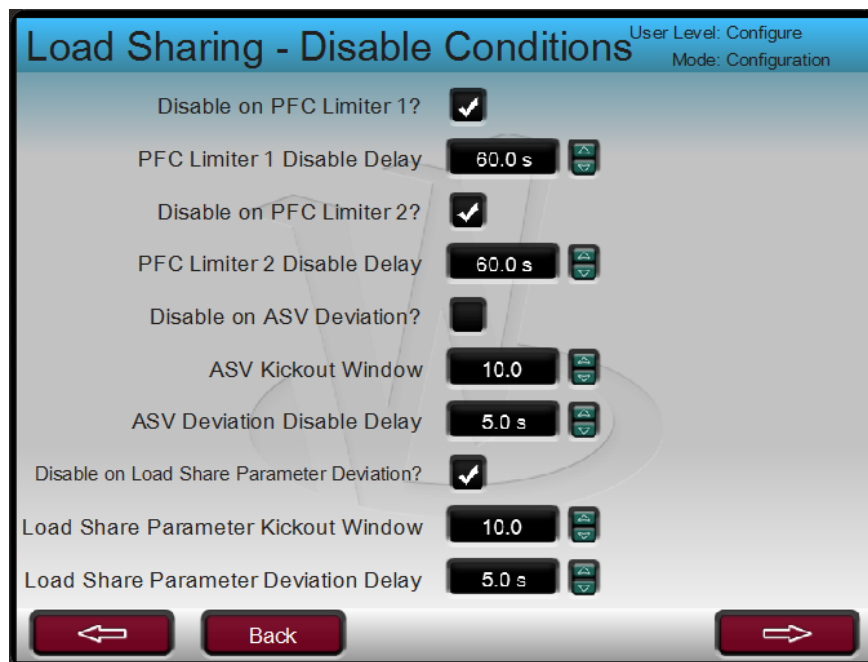 Load Sharing - Disable Conditions
User Level: Configure
Mode: Configuration
Disable on PFC Limiter 1?
PFC Limiter 1 Disable Delay 60.0 s
Disable on PFC Limiter 2?
PFC Limiter 2 Disable Delay 60.0 s
Disable on ASV Deviation?
ASV Kickout Window 10.0
ASV Deviation Disable Delay 5.0 s
Disable on Load Share Parameter Deviation?
Load Share Parameter Kickout Window 10.0
Load Share Parameter Deviation Delay 5.0 s
Back